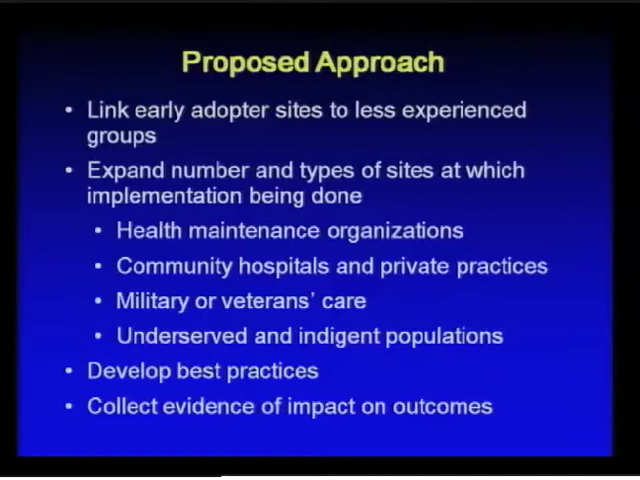 Proposed Approach
• Link early adopter sites to less experienced
groups
• Expand number and types of sites at which
implementation being done
• Health maintenance organizations
• Community hospitals and private practices
• Military or veterans' care
• Underserved and indigent populations
• Develop best practices
• Collect evidence of impact on outcomes